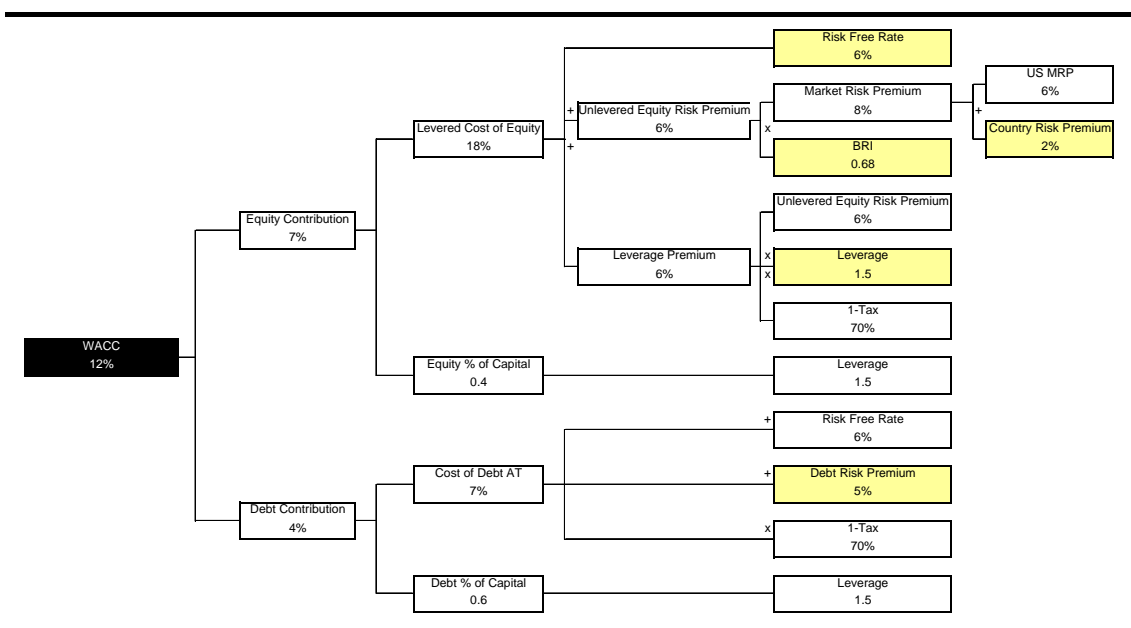 Risk Free Rate
6%
US MRP
6%
Market Risk Premium
8%
+
Unlevered Equity Risk Premium
6%
+
x
Levered Cost of Equity
18%
+
Country Risk Premium
2%
BRI
0.68
Unlevered Equity Risk Premium
6%
Equity Contribution
7%
Leverage Premium
6%
x
x
Leverage
1.5
1-Tax
70%
WACC
12%
Equity % of Capital
0.4
Leverage
1.5
+
Risk Free Rate
6%
Cost of Debt AT
7%
+
Debt Risk Premium
5%
Debt Contribution
4%
x
1-Tax
70%
Debt % of Capital
0.6
Leverage
1.5